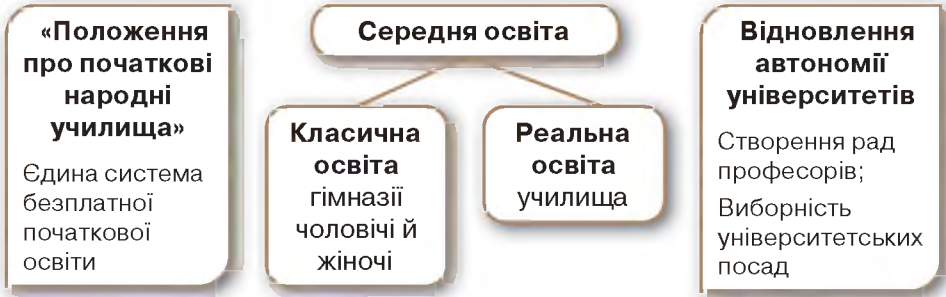 «Положення
про початкові
народні
училища»
Єдина система
безплатної
початкової
освіти
Середня освіта
Класична
освіта
гімназії
чоловічі й
жіночі
Реальна
освіта
училища
Відновлення
автономії
університетів
Створення рад
професорів;
Виборність
університетських
посад